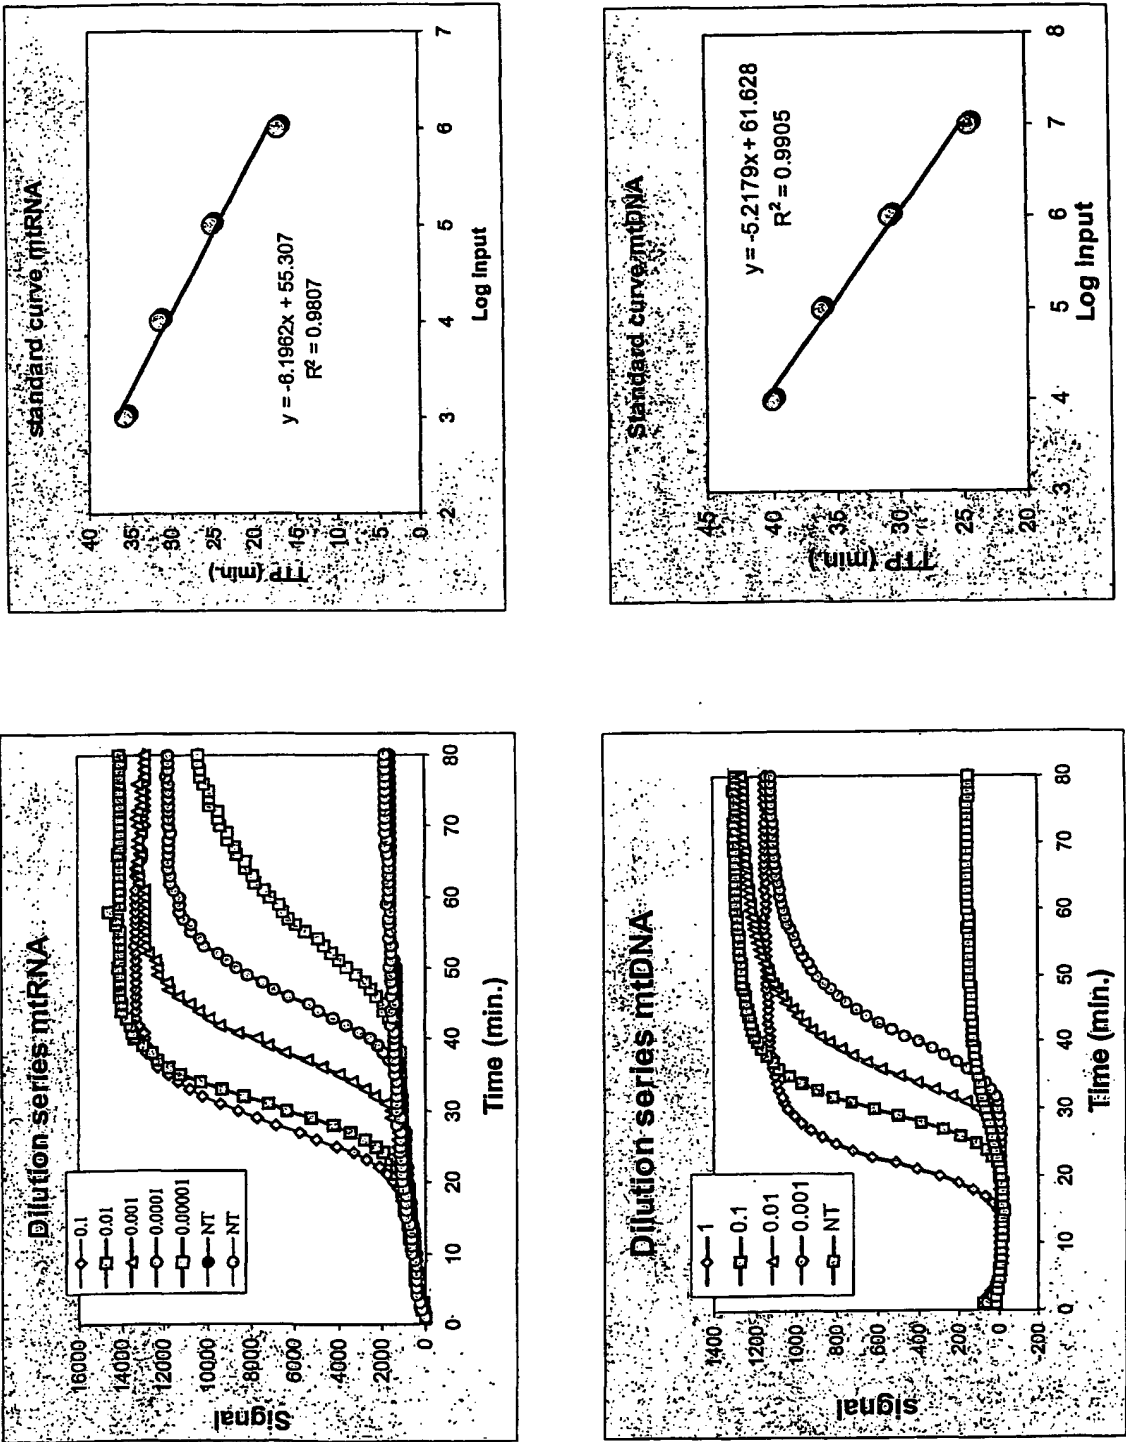 Dilution series mtRNA
0.1
0.01
0.001
0.0001
0.00001
NT
NT
Signal
16000
14000
12000
10000
8000
6000
4000
2000
0
0 10 20 30 40 50 60 70 80
Time (min.)
standard curve mtRNA
TTP (min.)
40
35
30
25
20
15
10
5
0
y = -6.1962x + 55.307
R² = 0.9807
2 3 4 5 6 7
Log Input
Dilution series mtDNA
1
0.1
0.01
0.001
NT
signal
1400
1200
1000
800
600
400
200
0
200
0 10 20 30 40 50 60 70 80
Time (min.)
Standard curve mtDNA
TTP (min.)
45
40
35
30
25
20
y = -5.2179x + 61.628
R² = 0.9905
3 4 5 6 7 8
Log Input